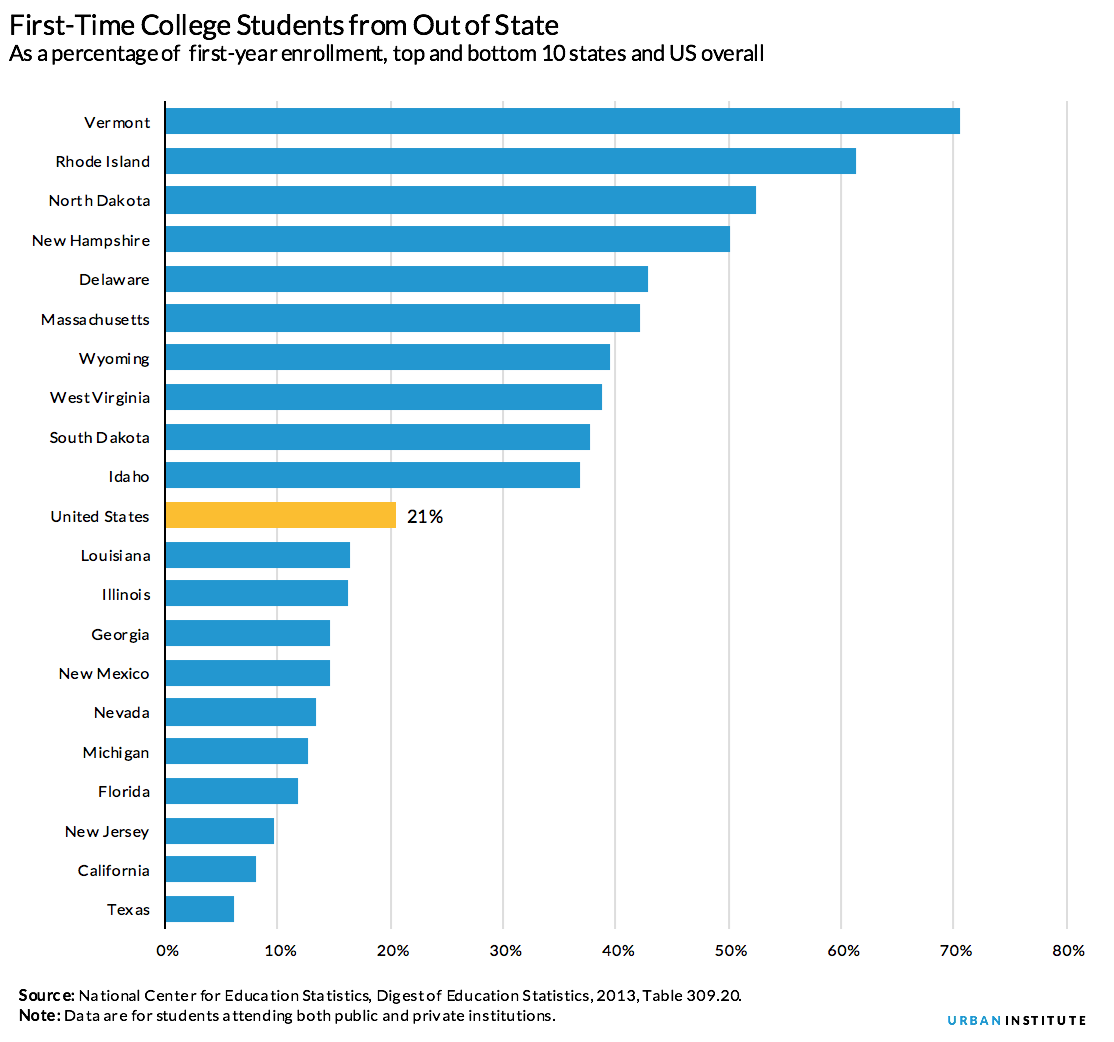 First-Time College Students from Out of State
As a percentage of first-year enrollment, top and bottom 10 states and US overall
Vermont
Rhode Island
North Dakota
New Hampshire
Delaware
Massachusetts
Wyoming
West Virginia
South Dakota
Idaho
United States 21%
Louisiana
Illinois
Georgia
New Mexico
Nevada
Michigan
Florida
New Jersey
California
Texas
0% 10% 20% 30% 40% 50% 60% 70% 80%
Source: National Center for Education Statistics, Digest of Education Statistics, 2013, Table 309.20.
Note: Data are for students attending both public and private institutions.
URBAN INSTITUTE